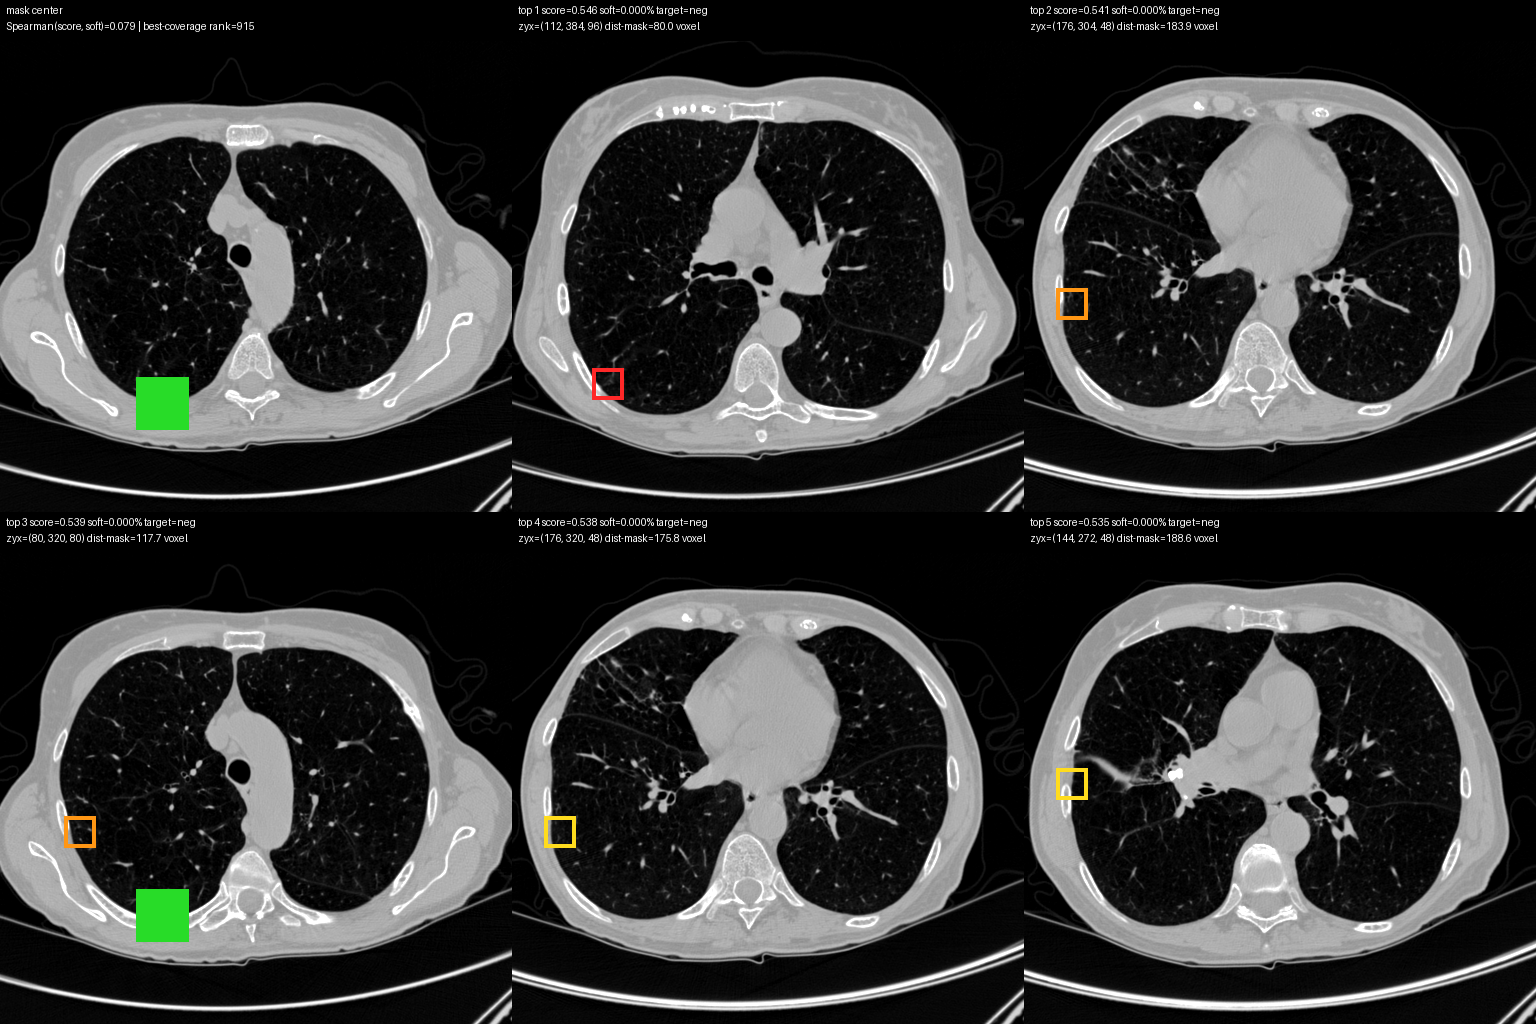 mask center
Spearman(score, soft)=0.079 | best-coverage rank=915
top 1 score=0.546 soft=0.000% target=neg
zyx=(112, 384, 96) dist-mask=80.0 voxel
top 2 score=0.541 soft=0.000% target=neg
zyx=(176, 304, 48) dist-mask=183.9 voxel
top 3 score=0.539 soft=0.000% target=neg
zyx=(80, 320, 80) dist-mask=117.7 voxel
top 4 score=0.538 soft=0.000% target=neg
zyx=(176, 320, 48) dist-mask=175.8 voxel
top 5 score=0.535 soft=0.000% target=neg
zyx=(144, 272, 48) dist-mask=188.6 voxel